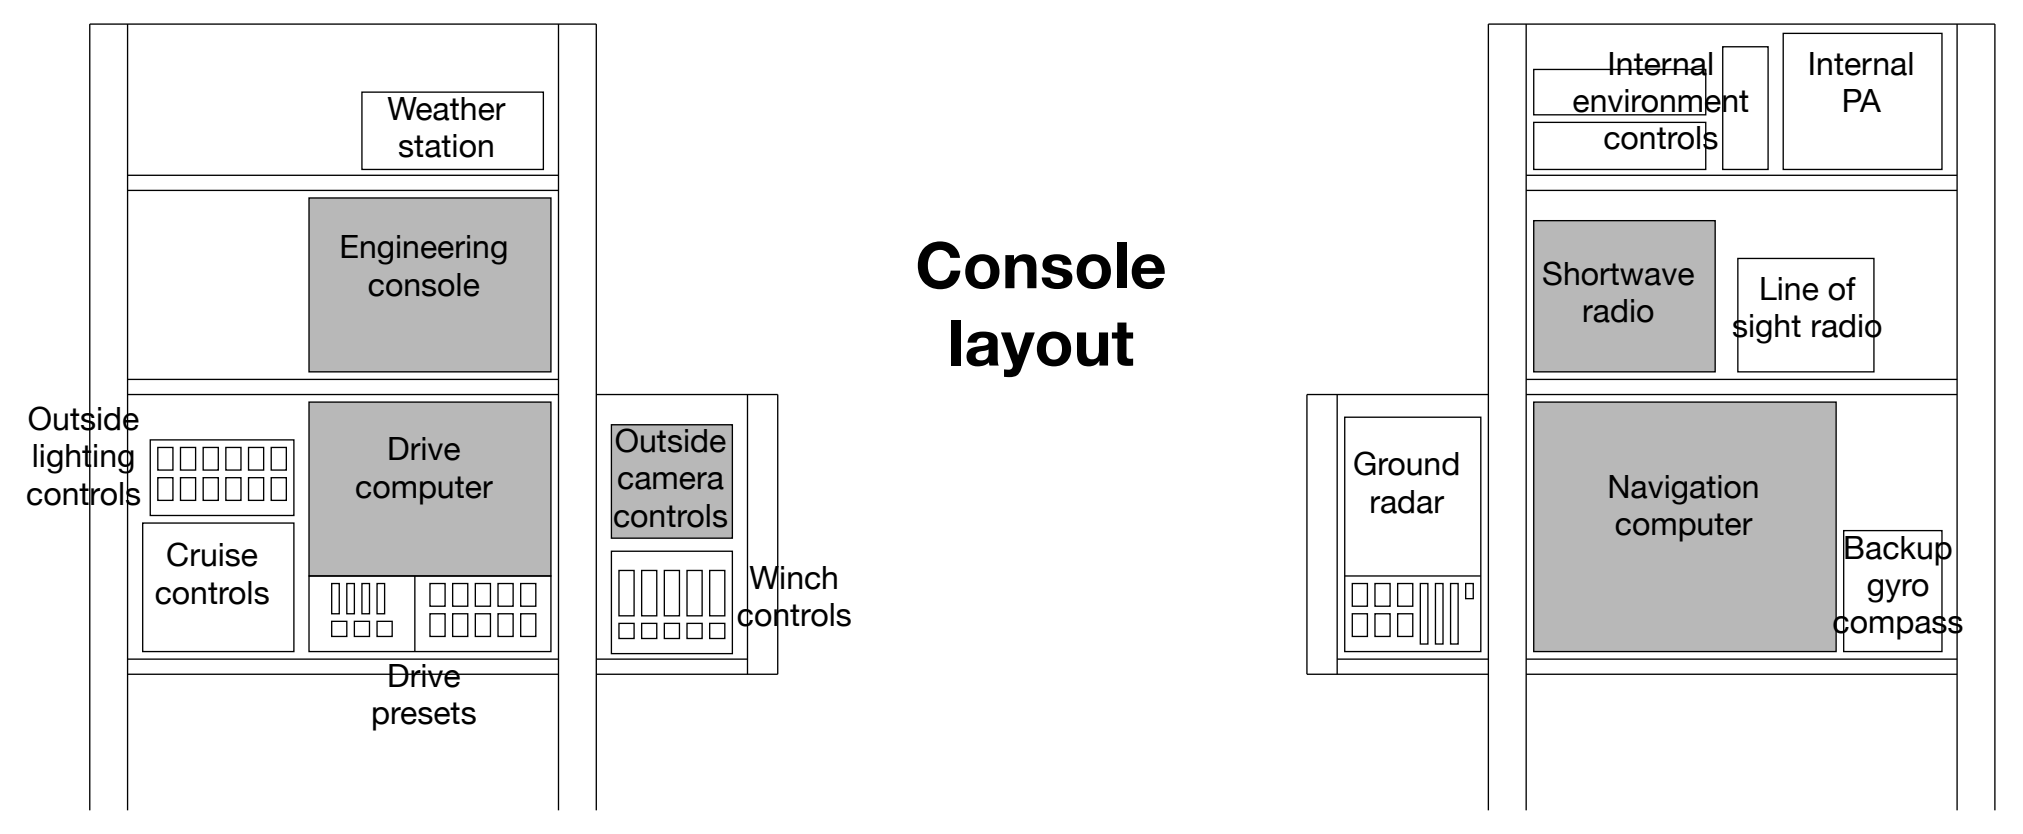 Weather
station
Engineering
console
Outside
lighting
controls
Drive
computer
Cruise
controls
Drive
presets
Outside
camera
controls
Winch
controls
Console
layout
Internal
environment
controls
Internal
PA
Shortwave
radio
Line of
sight radio
Ground
radar
Navigation
computer
Backup
gyro
compass